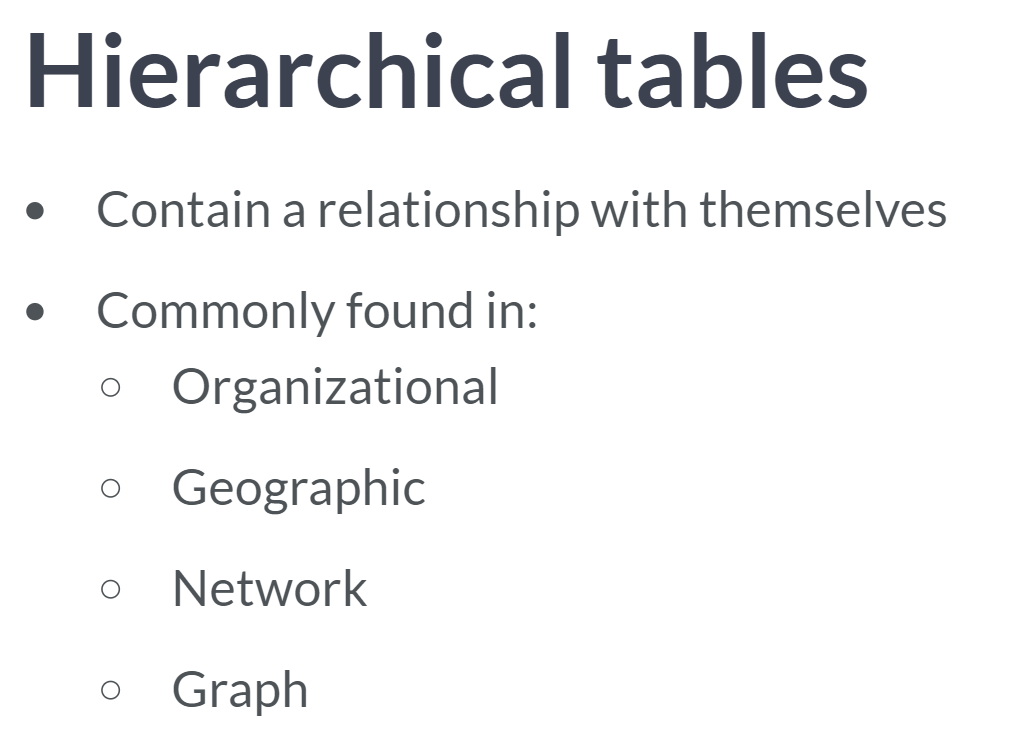 Hierarchical tables
• Contain a relationship with themselves
• Commonly found in:
○ Organizational
○ Geographic
○ Network
○ Graph